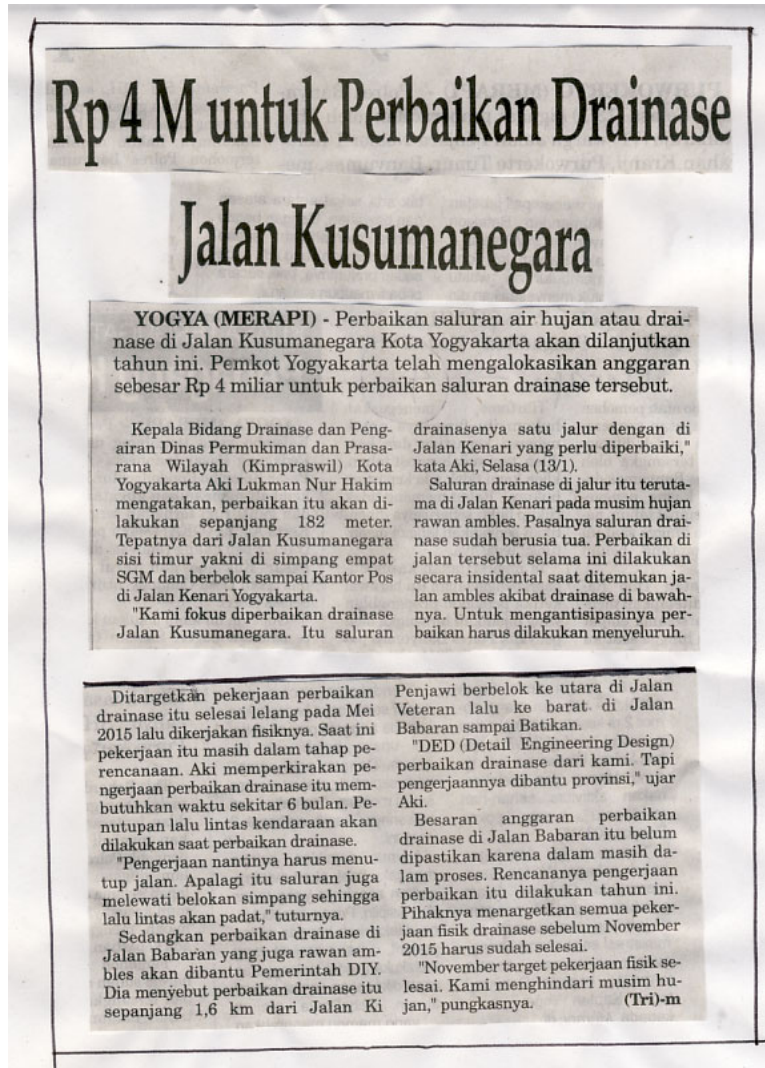 Rp 4 M untuk Perbaikan Drainase
Jalan Kusumanegara
YOGYA (MERAPI) - Perbaikan saluran air hujan atau drai-
nase di Jalan Kusumanegara Kota Yogyakarta akan dilanjutkan
tahun ini. Pemkot Yogyakarta telah mengalokasikan anggaran
sebesar Rp 4 miliar untuk perbaikan saluran drainase tersebut.
Kepala Bidang Drainase dan Peng-
airan Dinas Permukiman dan Prasa-
rana Wilayah (Kimpraswil) Kota
Yogyakarta Aki Lukman Nur Hakim
mengatakan, perbaikan itu akan di-
lakukan sepanjang 182 meter.
Tepatnya dari Jalan Kusumanegara
sisi timur yakni di simpang empat
SGM dan berbelok sampai Kantor Pos
di Jalan Kenari Yogyakarta.
"Kami fokus diperbaikan drainase
Jalan Kusumanegara. Itu saluran
drainasenya satu jalur dengan di
Jalan Kenari yang perlu diperbaiki,"
kata Aki, Selasa (13/1).
Saluran drainase di jalur itu teruta-
ma di Jalan Kenari pada musim hujan
rawan ambles. Pasalnya saluran drai-
nase sudah berusia tua. Perbaikan di
jalan tersebut selama ini dilakukan
secara insidental saat ditemukan ja-
lan ambles akibat drainase di bawah-
nya. Untuk mengantisipasinya per-
baikan harus dilakukan menyeluruh.
Ditargetkan pekerjaan perbaikan
drainase itu selesai lelang pada Mei
2015 lalu dikerjakan fisiknya. Saat ini
pekerjaan itu masih dalam tahap pe-
rencanaan. Aki memperkirakan pe-
ngerjaan perbaikan drainase itu mem-
butuhkan waktu sekitar 6 bulan. Pe-
nutupan lalu lintas kendaraan akan
dilakukan saat perbaikan drainase.
"Pengerjaan nantinya harus menu-
tup jalan. Apalagi itu saluran juga
melewati belokan simpang sehingga
lalu lintas akan padat," tuturnya.
Sedangkan perbaikan drainase di
Jalan Babaran yang juga rawan am-
bles akan dibantu Pemerintah DIY.
Dia menyebut perbaikan drainase itu
sepanjang 1,6 km dari Jalan Ki
Penjawi berbelok ke utara di Jalan
Veteran lalu ke barat di Jalan
Babaran sampai Batikan.
"DED (Detail Engineering Design)
perbaikan drainase dari kami. Tapi
pengerjaannya dibantu provinsi," ujar
Aki.
Besaran anggaran perbaikan
drainase di Jalan Babaran itu belum
dipastikan karena dalam masih da-
lam proses. Rencananya pengerjaan
perbaikan itu dilakukan tahun ini.
Pihaknya menargetkan semua peker-
jaan fisik drainase sebelum November
2015 harus sudah selesai.
"November target pekerjaan fisik se-
lesai. Kami menghindari musim hu-
jan," pungkasnya. (Tri)-m